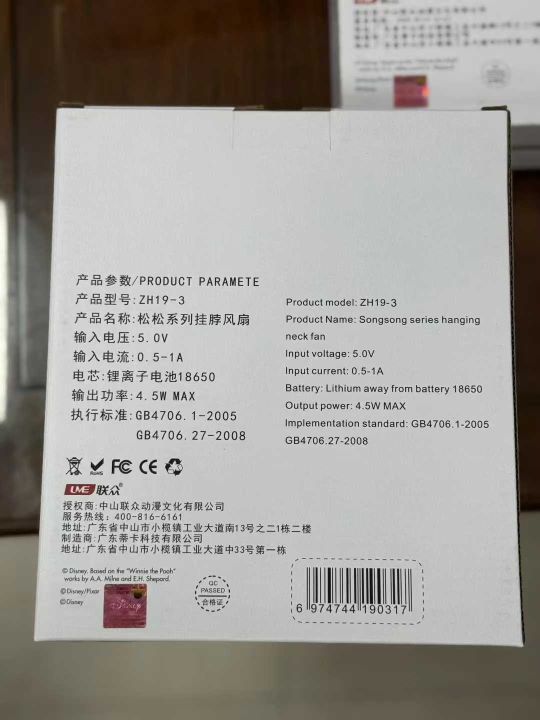 产品参数/PRODUCT PARAMETE
产品型号:ZH19-3
产品名称:松松系列挂脖风扇
输入电压:5.0V
输入电流:0.5-1A
电芯:锂离子电池18650
输出功率:4.5W MAX
执行标准:GB4706.1-2005
GB4706.27-2008
Product model: ZH19-3
Product Name: Songsong series hanging
neck fan
Input voltage: 5.0V
Input current: 0.5-1A
Battery: Lithium away from battery 18650
Output power: 4.5W MAX
Implementation standard: GB4706.1-2005
GB4706.27-2008
RoHS FC CE
LME 联众
授权商:中山联众动漫文化有限公司
服务热线:400-816-6161
地址:广东省中山市小榄镇工业大道南13号之二1栋二楼
制造商:广东蒂卡科技有限公司
地址:广东省中山市小榄镇工业大道中33号第一栋
© Disney. Based on the "Winnie the Pooh"
works by A.A. Milne and E.H. Shepard.
© Disney/Pixar
© Disney
DISNEY
QC
PASSED
合格证
6 974744 190317